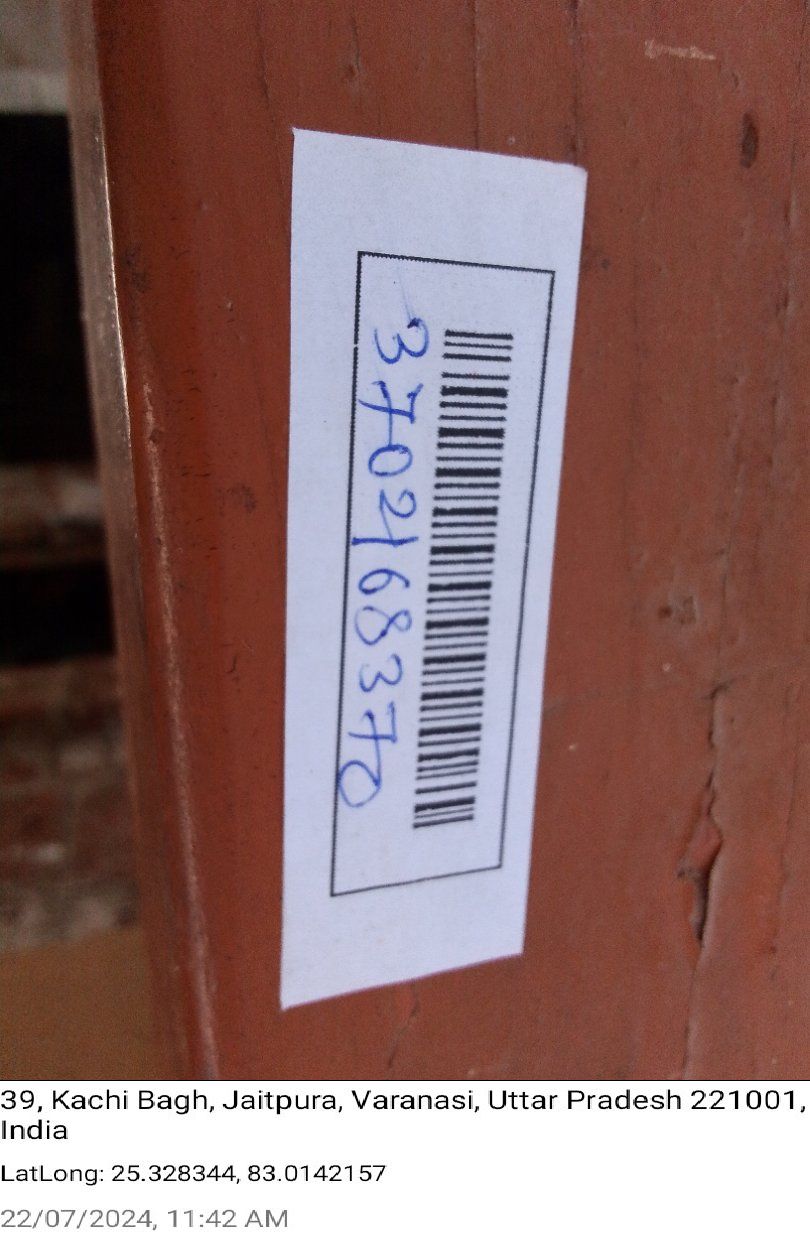 3702168370
39, Kachi Bagh, Jaitpura, Varanasi, Uttar Pradesh 221001,
India
LatLong: 25.328344, 83.0142157
22/07/2024, 11:42 AM